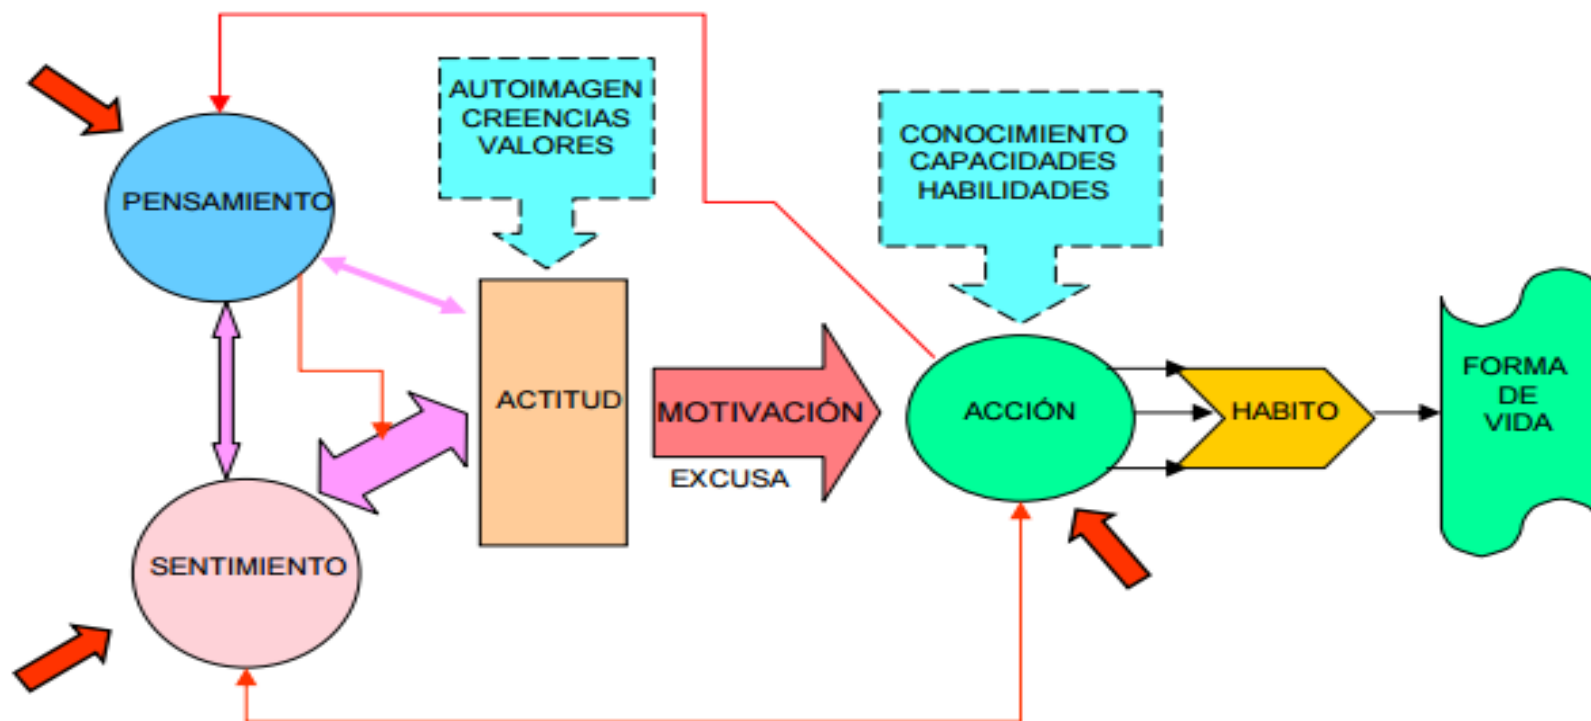 AUTOIMAGEN
CREENCIAS
VALORES
CONOCIMIENTO
CAPACIDADES
HABILIDADES
PENSAMIENTO
ACTITUD
MOTIVACIÓN
EXCUSA
ACCIÓN
HABITO
FORMA
DE
VIDA
SENTIMIENTO